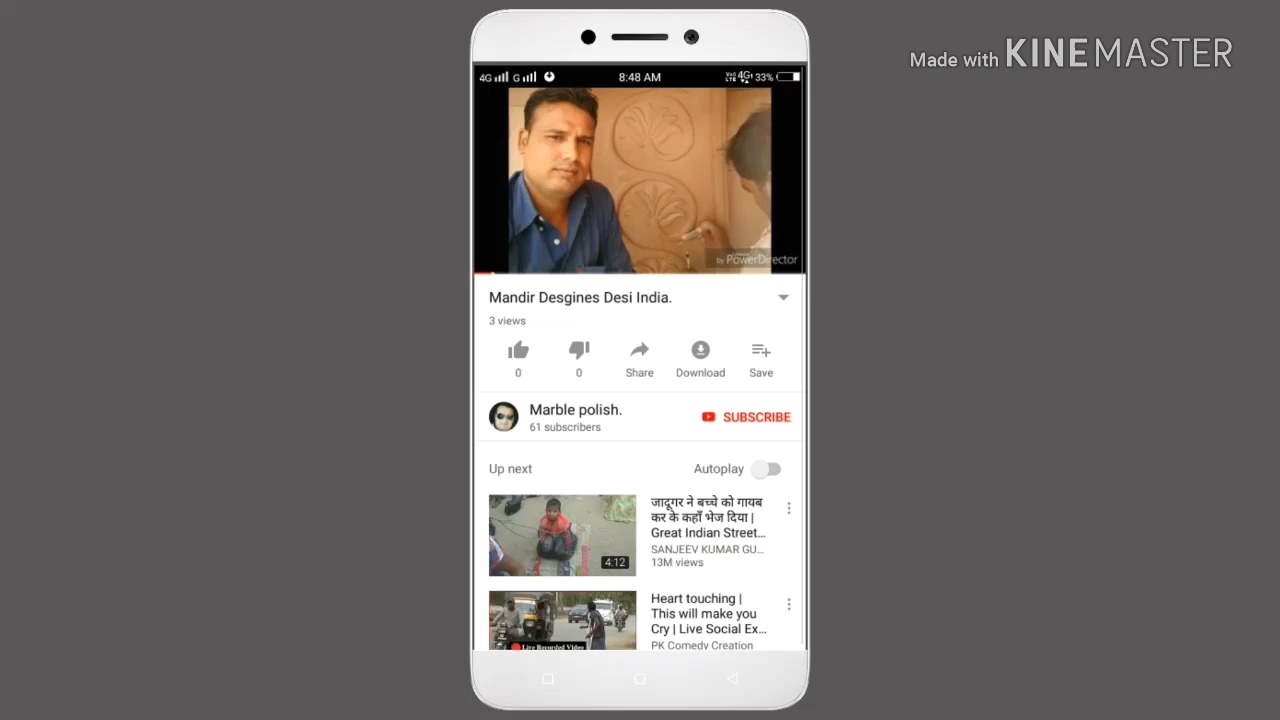 Made with KINEMASTER
4G G 8:48 AM VoLTE 4G 33%
by PowerDirector
Mandir Desgines Desi India.
3 views
0 0 Share Download Save
Marble polish.
61 subscribers
SUBSCRIBE
Up next Autoplay
जादूगर ने बच्चे को गायब
कर के कहाँ भेज दिया |
Great Indian Street...
SANJEEV KUMAR GU...
13M views
4:12
Heart touching |
This will make you
Cry | Live Social Ex...
PK Comedy Creation
Live Recorded Video